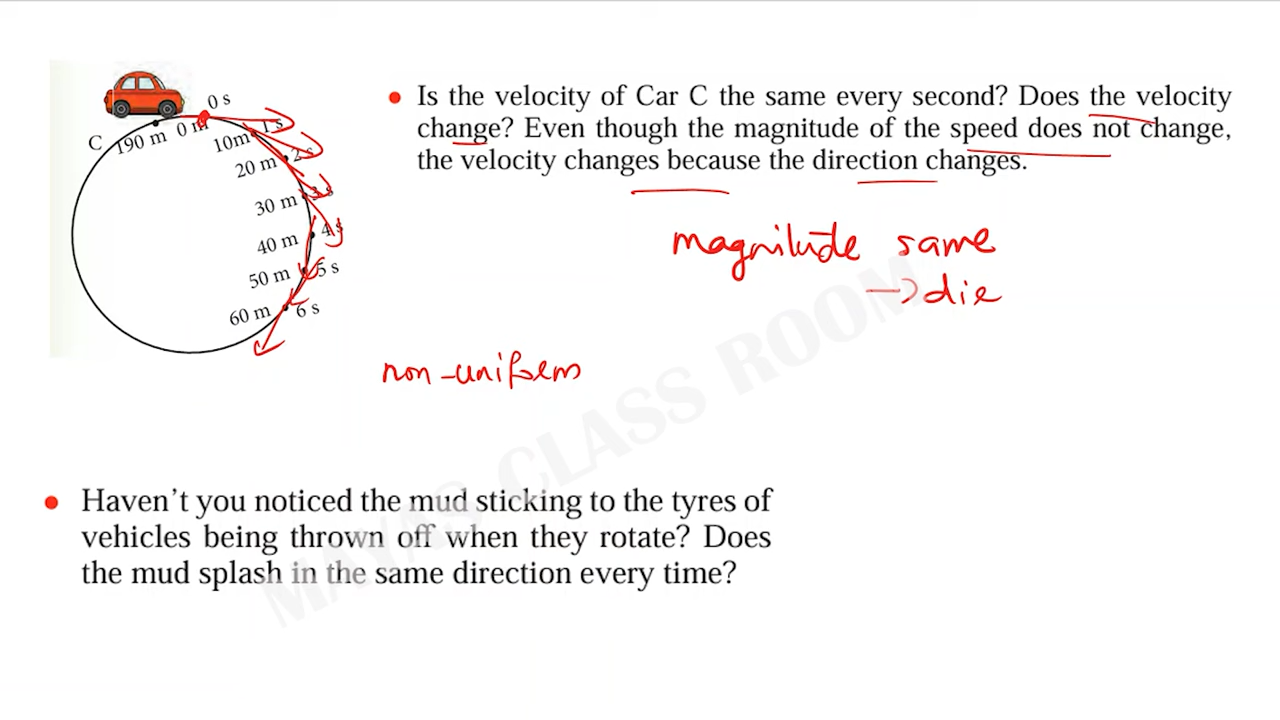 0 s
C 190 m 0 m 10m 1 s
20 m 2 s
30 m 3 s
40 m 4 s
50 m 5 s
60 m 6 s
• Is the velocity of Car C the same every second? Does the velocity
change? Even though the magnitude of the speed does not change,
the velocity changes because the direction changes.
magnitude same
→ die
non-uniform
• Haven't you noticed the mud sticking to the tyres of
vehicles being thrown off when they rotate? Does
the mud splash in the same direction every time?
MAYAS CLASS ROOM